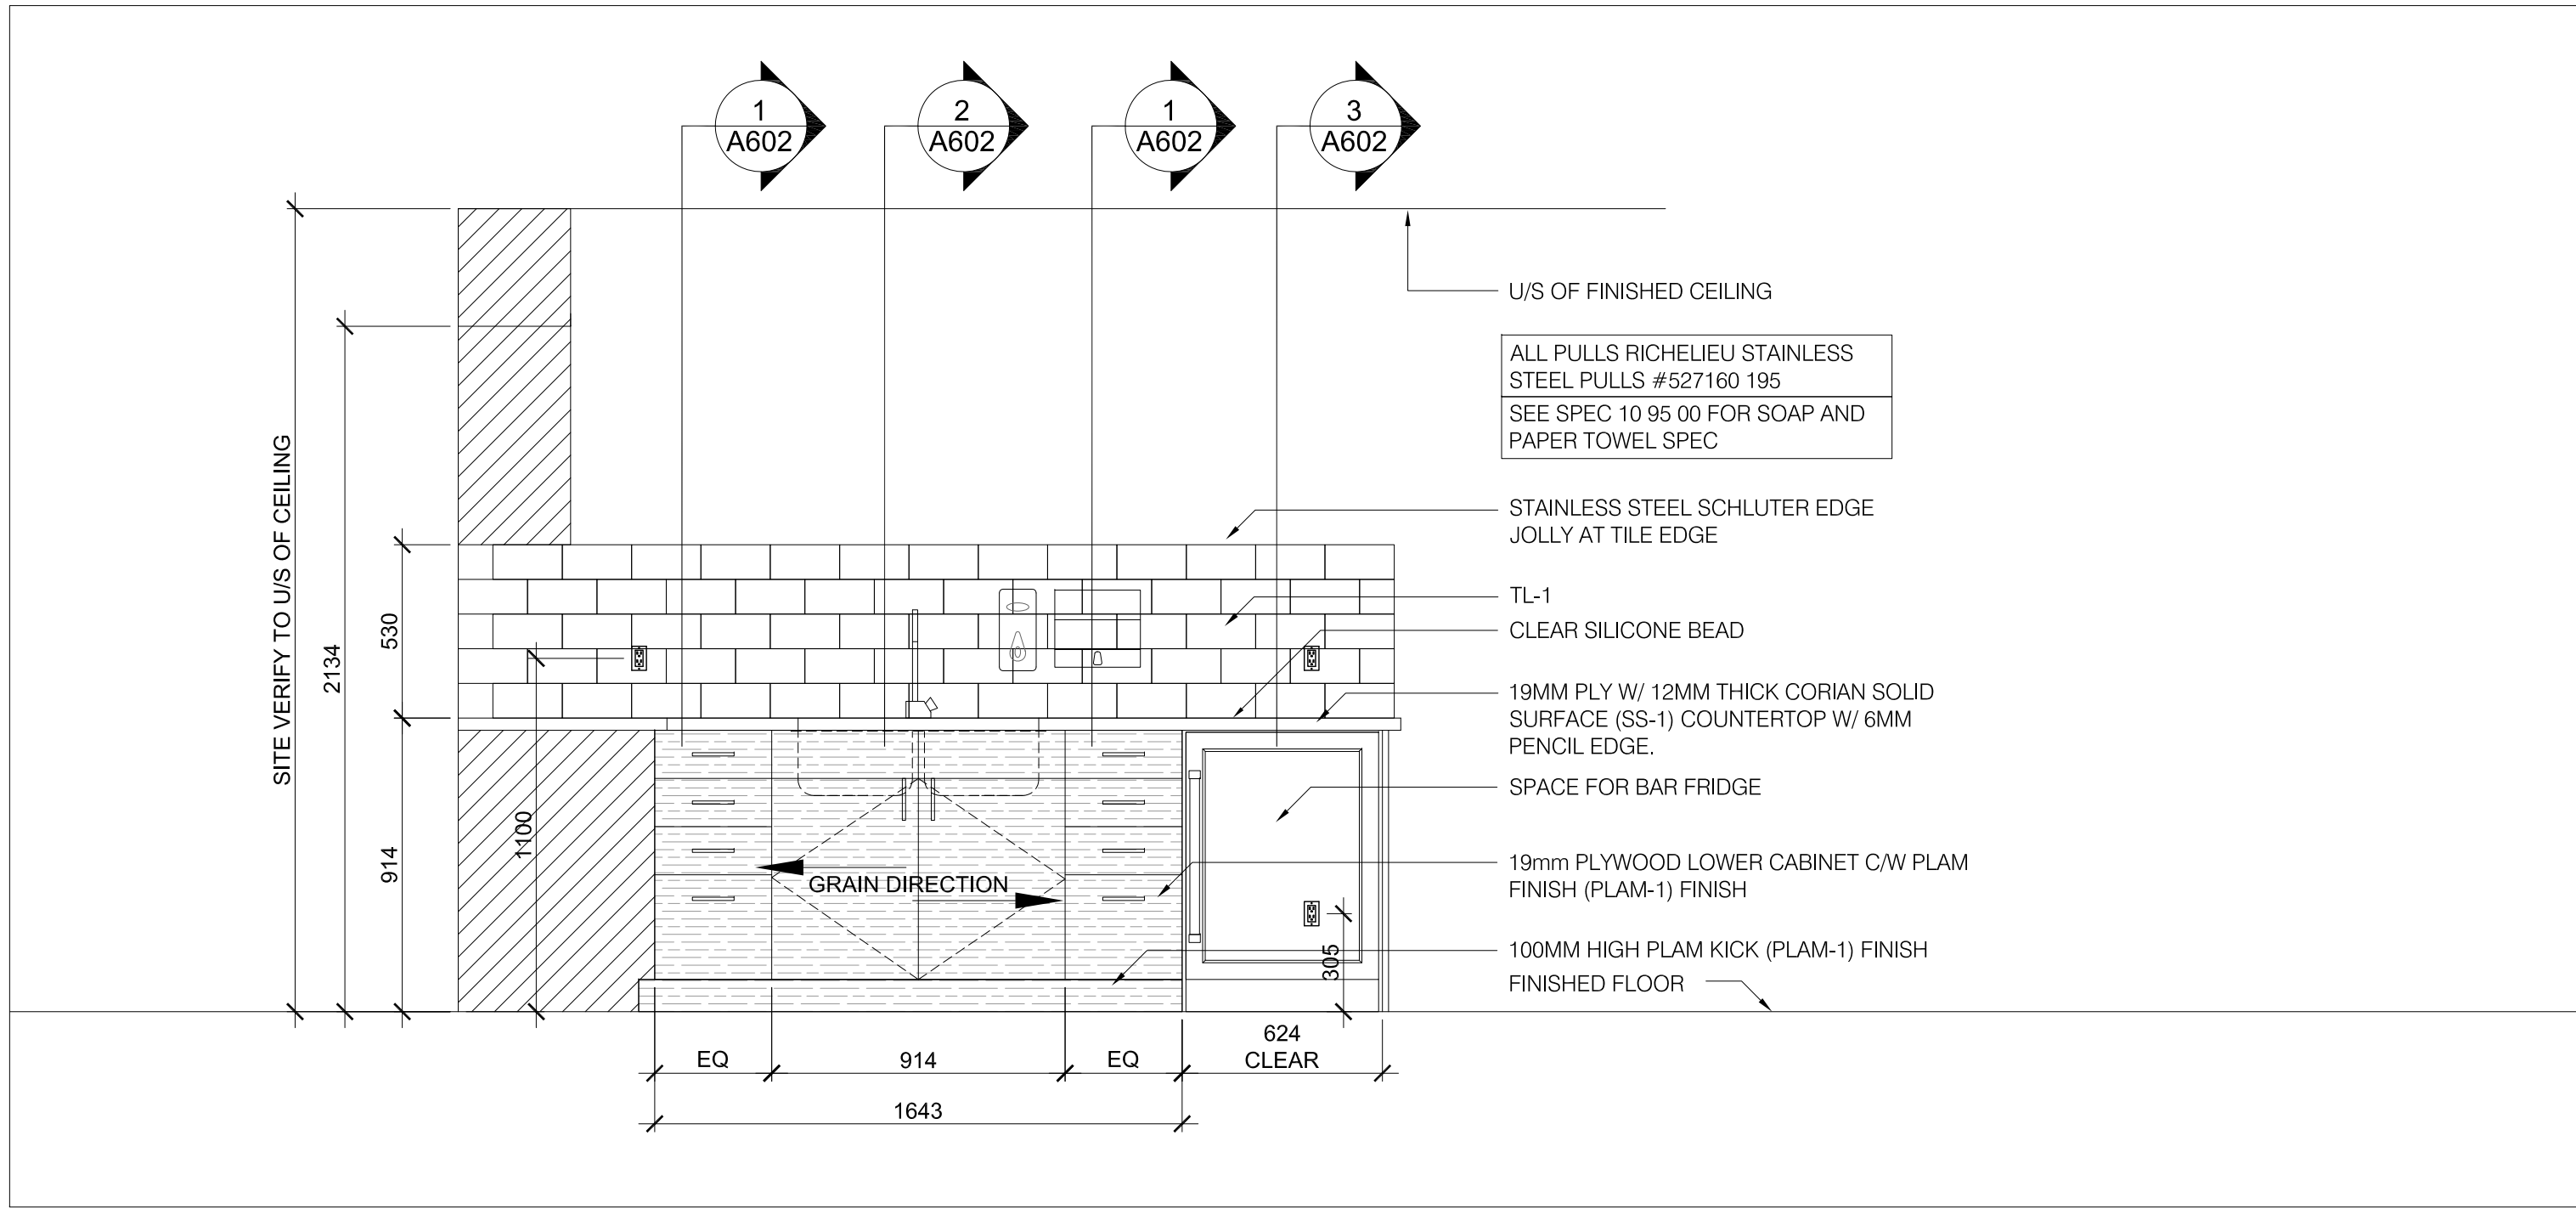 1
A602
2
A602
1
A602
3
A602
U/S OF FINISHED CEILING
ALL PULLS RICHELIEU STAINLESS
STEEL PULLS #527160 195
SEE SPEC 10 95 00 FOR SOAP AND
PAPER TOWEL SPEC
STAINLESS STEEL SCHLUTER EDGE
JOLLY AT TILE EDGE
TL-1
CLEAR SILICONE BEAD
19MM PLY W/ 12MM THICK CORIAN SOLID
SURFACE (SS-1) COUNTERTOP W/ 6MM
PENCIL EDGE.
SPACE FOR BAR FRIDGE
19mm PLYWOOD LOWER CABINET C/W PLAM
FINISH (PLAM-1) FINISH
100MM HIGH PLAM KICK (PLAM-1) FINISH
FINISHED FLOOR
SITE VERIFY TO U/S OF CEILING
2134
530
914
1100
GRAIN DIRECTION
305
EQ
914
EQ
624
CLEAR
1643